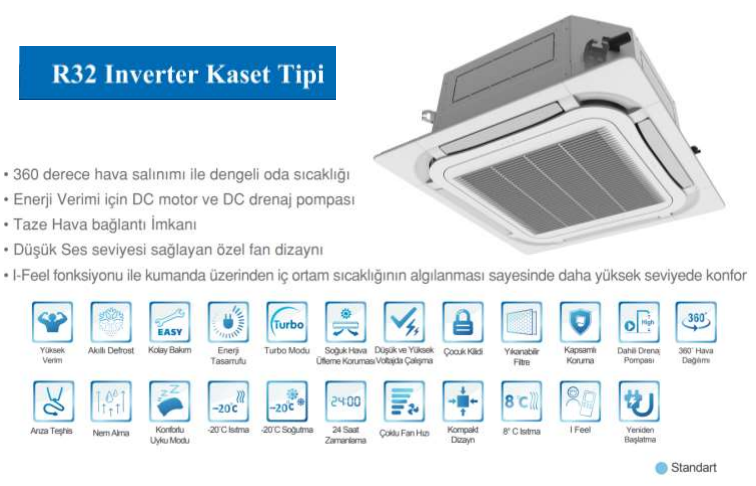 R32 Inverter Kaset Tipi
• 360 derece hava salınımı ile dengeli oda sıcaklığı
• Enerji Verimi için DC motor ve DC drenaj pompası
• Taze Hava bağlantı İmkanı
• Düşük Ses seviyesi sağlayan özel fan dizaynı
• I-Feel fonksiyonu ile kumanda üzerinden iç ortam sıcaklığının algılanması sayesinde daha yüksek seviyede konfor
EASY
Turbo
High
360°
Yüksek
Verim
Akıllı Defrost
Kolay Bakım
Enerji
Tasarrufu
Turbo Modu
Soğuk Hava
Üfleme Koruması
Düşük ve Yüksek
Voltajda Çalışma
Çocuk Kilidi
Yıkanabilir
Filtre
Kapsamlı
Koruma
Dahili Drenaj
Pompası
360° Hava
Dağılımı
Z Z Z
-20°C
-20°C
24:00
8°C
Arıza Teşhis
Nem Alma
Konforlu
Uyku Modu
-20°C Isıtma
-20°C Soğutma
24 Saat
Zamanlama
Çoklu Fan Hızı
Kompakt
Dizayn
8° C Isıtma
I Feel
Yeniden
Başlatma
Standart